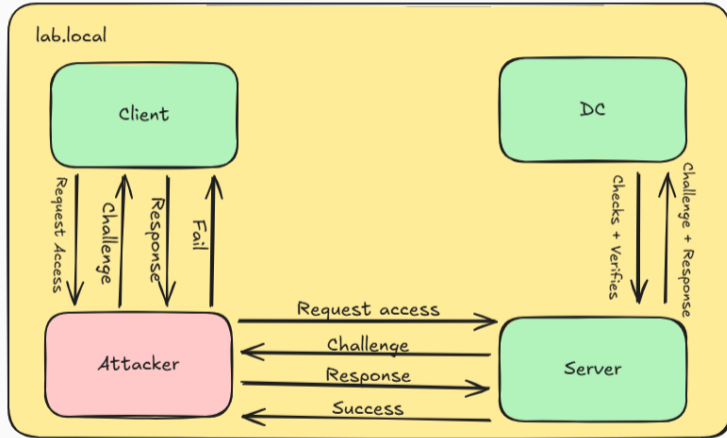 lab.local
Client
DC
Request Access
Challenge
Response
Fail
Checks + Verifies
Challenge + Response
Attacker
Request access
Challenge
Response
Success
Server